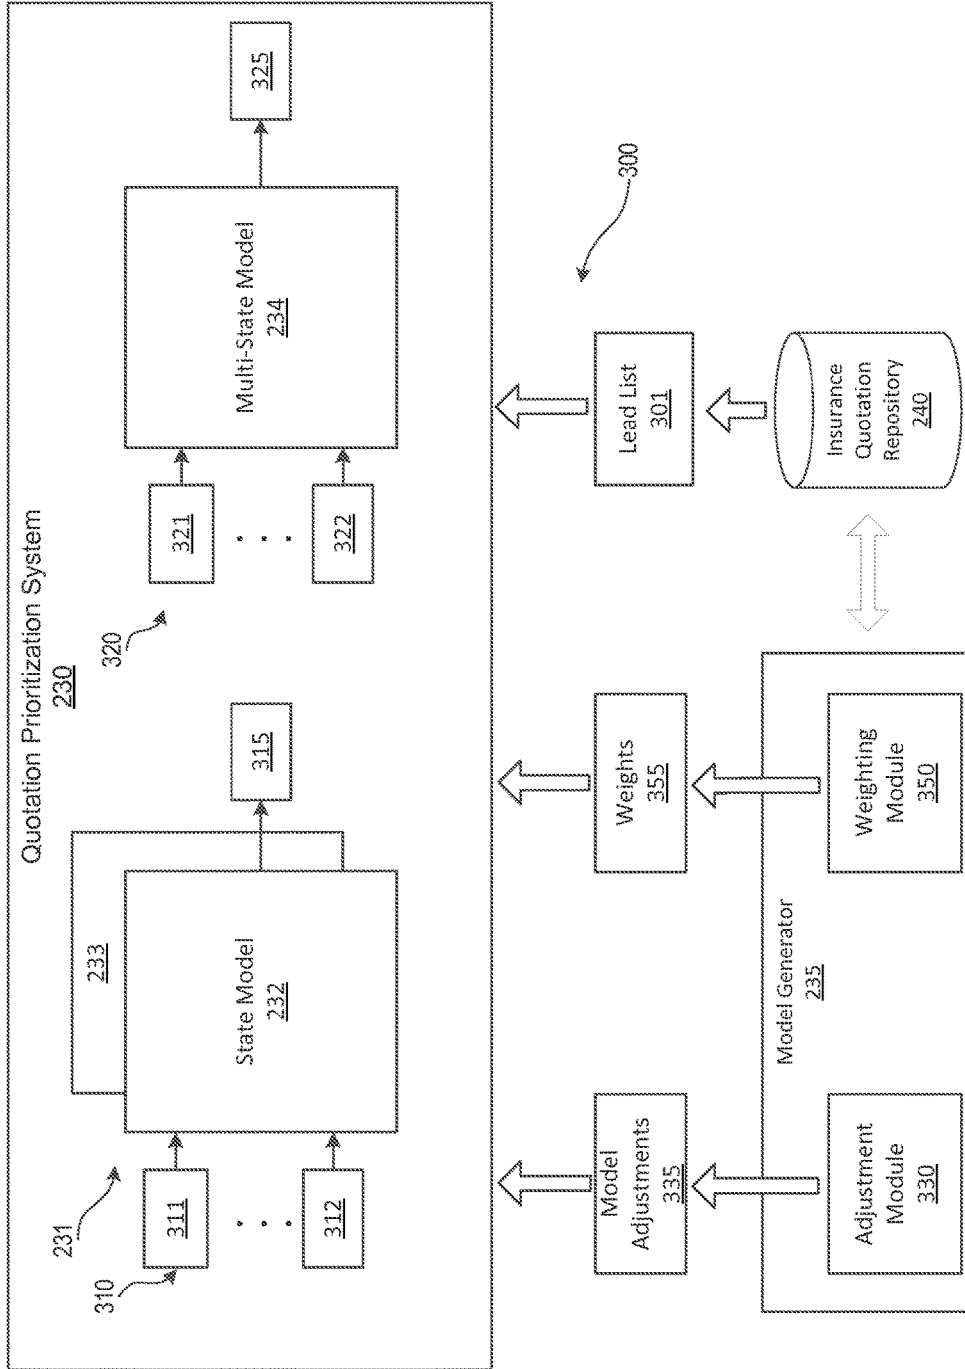 Quotation Prioritization System
230
231
310
311
. . .
312
233
State Model
232
315
320
321
. . .
322
Multi-State Model
234
325
300
Model
Adjustments
335
Weights
355
Lead List
301
Model Generator
235
Adjustment
Module
330
Weighting
Module
350
Insurance
Quotation
Repository
240